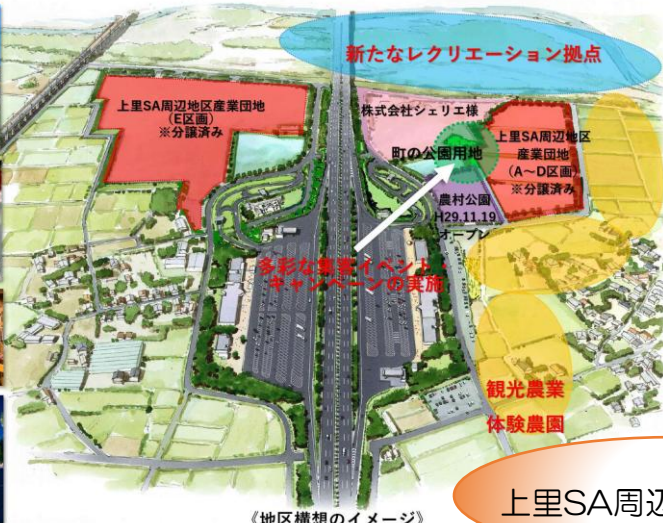 新たなレクリエーション拠点
上里SA周辺地区産業団地
(E区画)
※分譲済み
株式会社シェリエ様
町の公園用地
上里SA周辺地区
産業団地
(A~D区画)
※分譲済み
農村公園
H29.11.19
オープン
多彩な集客イベント・
キャンペーンの実施
観光農業
体験農園
《地区構想のイメージ》
上里SA周辺